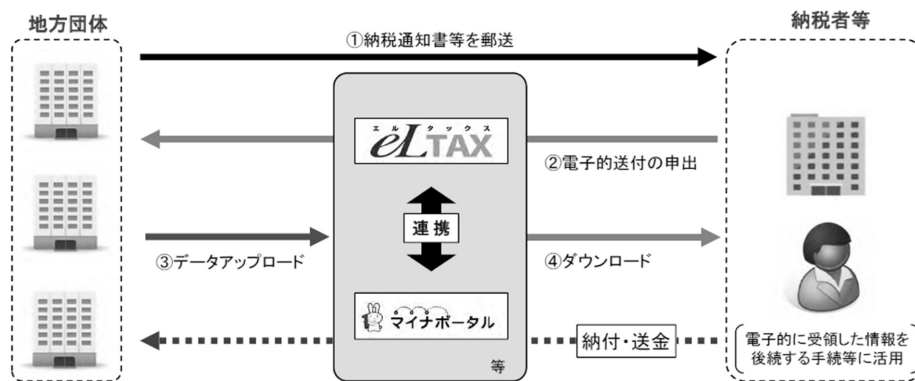 地方団体
納税者等
①納税通知書等を郵送
エルタックス
eLTAX
②電子的送付の申出
連携
③データアップロード
④ダウンロード
マイナポータル
納付・送金
等
電子的に受領した情報を
後続する手続等に活用